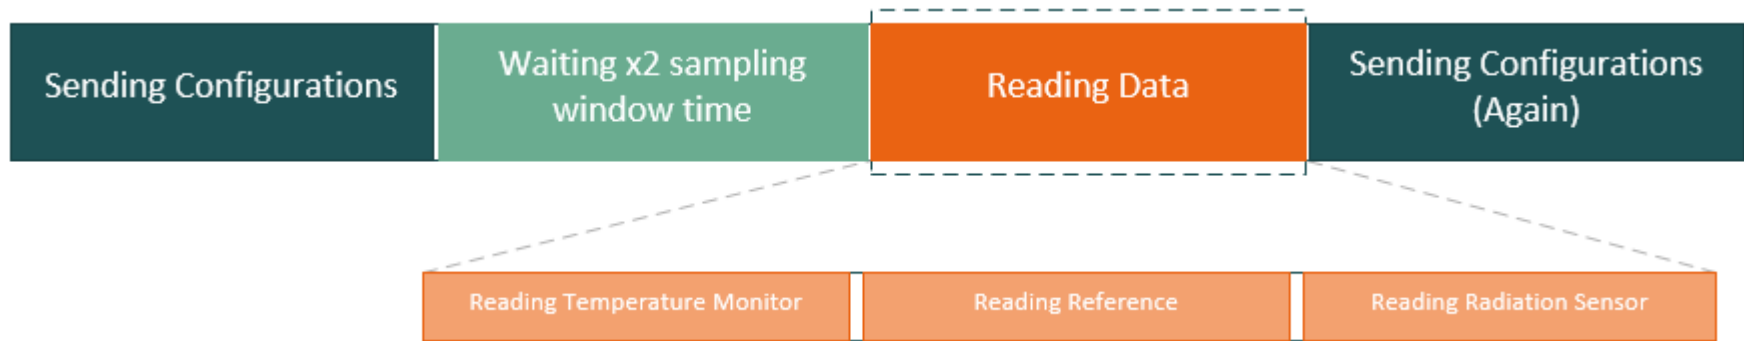 Sending Configurations
Waiting x2 sampling
window time
Reading Data
Sending Configurations
(Again)
Reading Temperature Monitor
Reading Reference
Reading Radiation Sensor